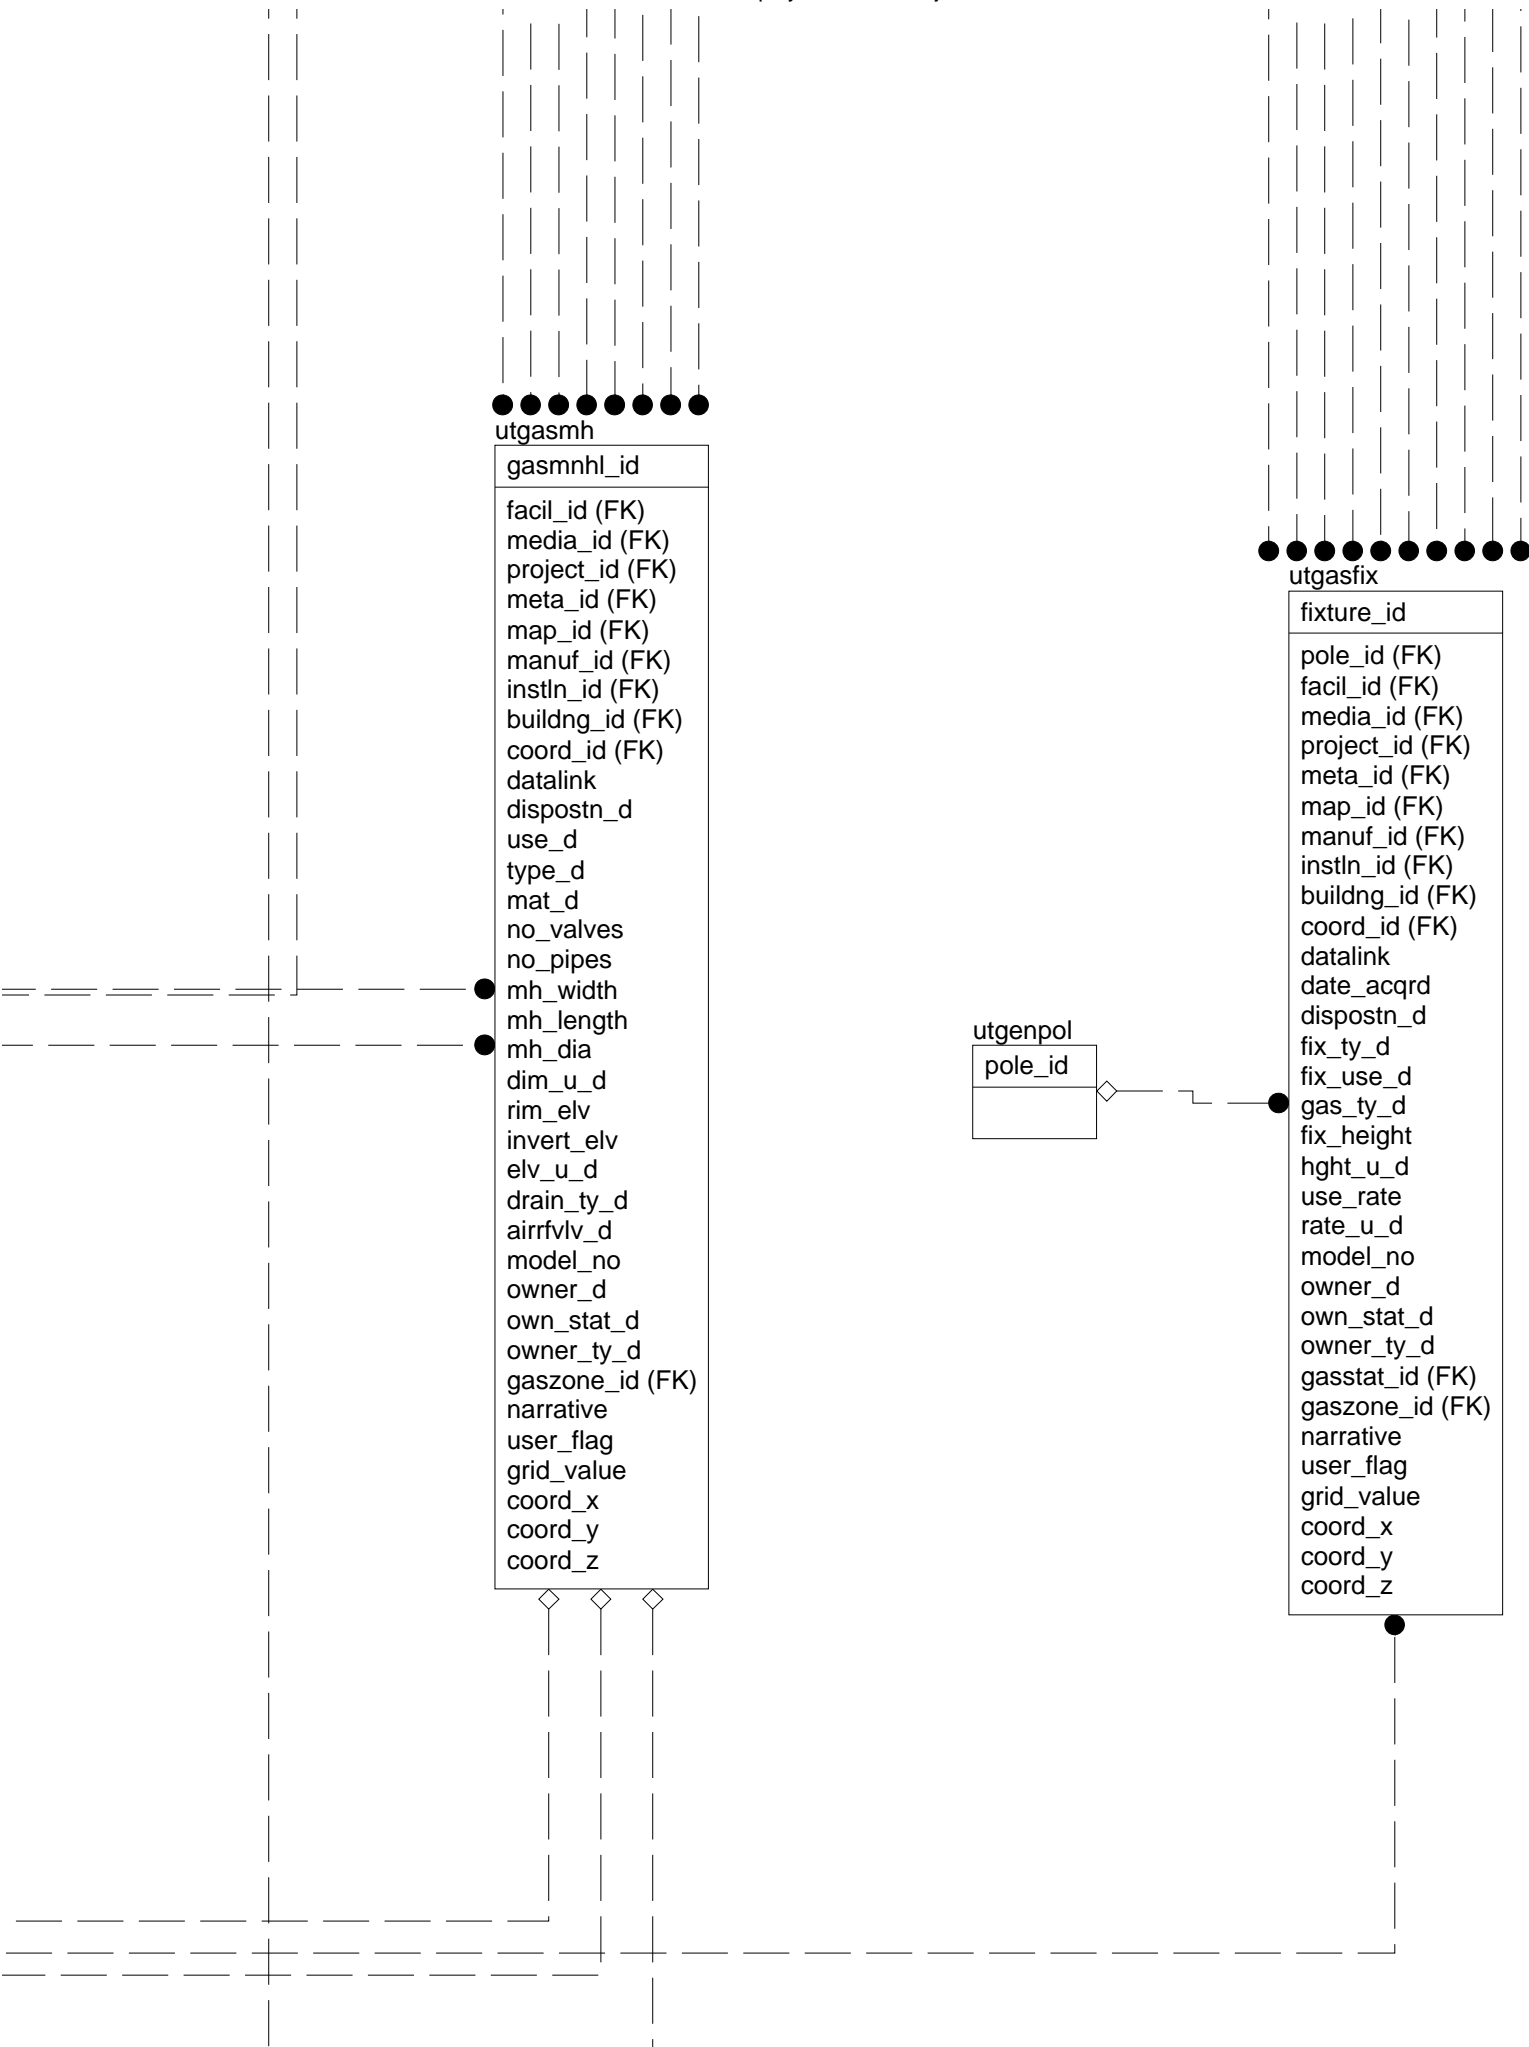 utgasmh
gasmnhl_id
facil_id (FK)
media_id (FK)
project_id (FK)
meta_id (FK)
map_id (FK)
manuf_id (FK)
instln_id (FK)
buildng_id (FK)
coord_id (FK)
datalink
dispostn_d
use_d
type_d
mat_d
no_valves
no_pipes
mh_width
mh_length
mh_dia
dim_u_d
rim_elv
invert_elv
elv_u_d
drain_ty_d
airrfvlv_d
model_no
owner_d
own_stat_d
owner_ty_d
gaszone_id (FK)
narrative
user_flag
grid_value
coord_x
coord_y
coord_z
utgenpol
pole_id
utgasfix
fixture_id
pole_id (FK)
facil_id (FK)
media_id (FK)
project_id (FK)
meta_id (FK)
map_id (FK)
manuf_id (FK)
instln_id (FK)
buildng_id (FK)
coord_id (FK)
datalink
date_acqrd
dispostn_d
fix_ty_d
fix_use_d
gas_ty_d
fix_height
hght_u_d
use_rate
rate_u_d
model_no
owner_d
own_stat_d
owner_ty_d
gasstat_id (FK)
gaszone_id (FK)
narrative
user_flag
grid_value
coord_x
coord_y
coord_z